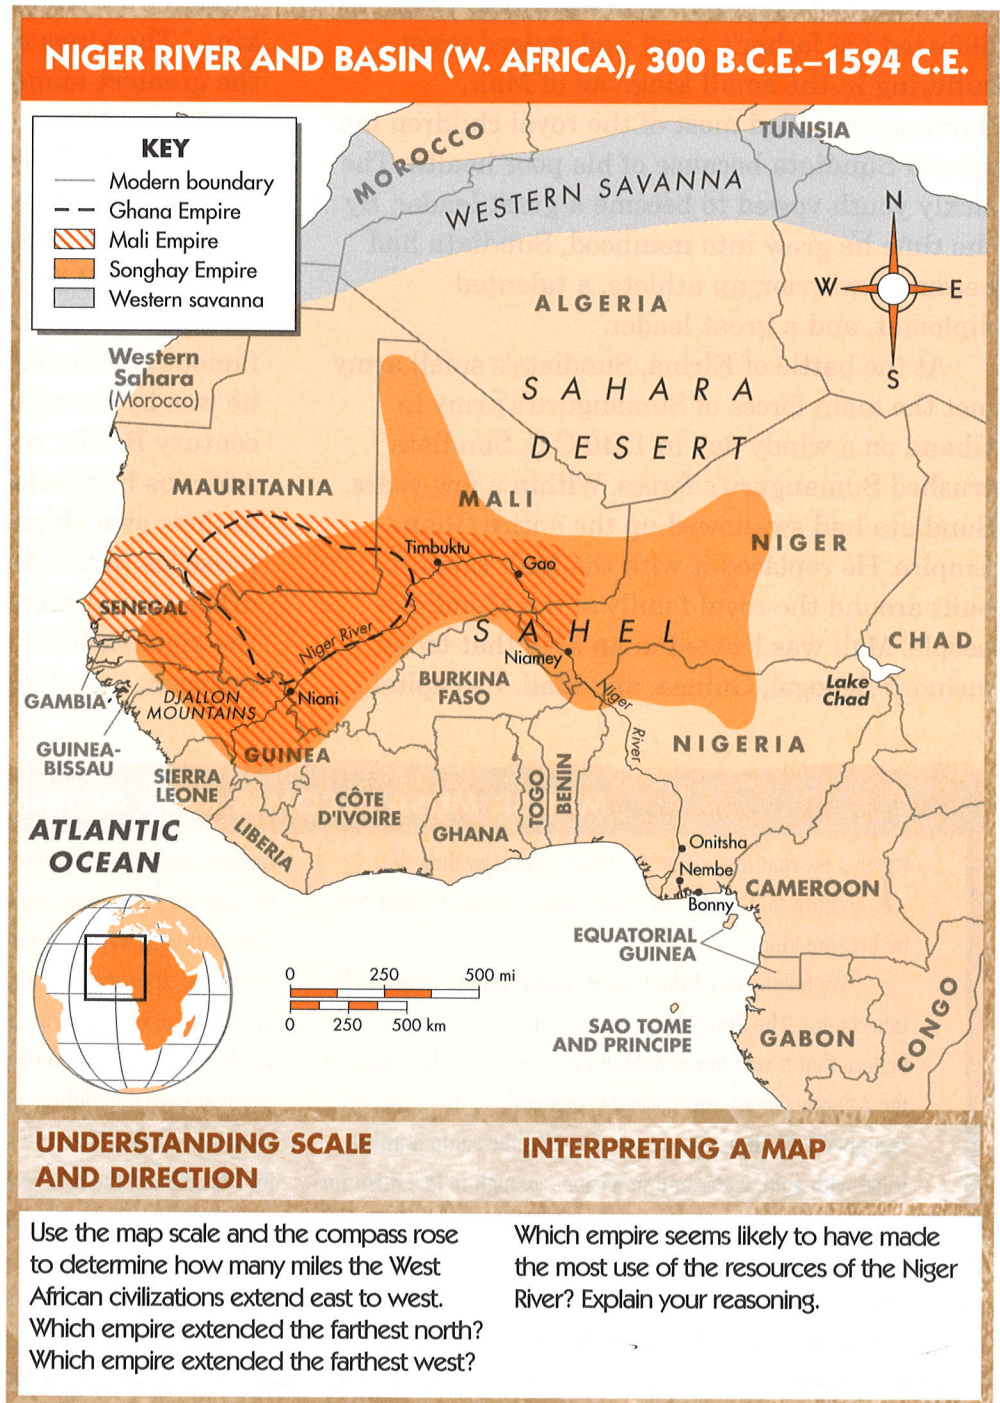 NIGER RIVER AND BASIN (W. AFRICA), 300 B.C.E.–1594 C.E.
KEY
Modern boundary
Ghana Empire
Mali Empire
Songhay Empire
Western savanna
MOROCCO
TUNISIA
WESTERN SAVANNA
N
W
E
S
ALGERIA
Western
Sahara
(Morocco)
SAHARA
DESERT
MAURITANIA
MALI
NIGER
Timbuktu
Gao
SENEGAL
SAHEL
CHAD
Niger River
Niamey
GAMBIA
DJALLON
MOUNTAINS
Niani
BURKINA
FASO
Niger
River
Lake
Chad
GUINEA-
BISSAU
GUINEA
NIGERIA
SIERRA
LEONE
CÔTE
D'IVOIRE
TOGO
BENIN
LIBERIA
GHANA
ATLANTIC
OCEAN
Onitsha
Nembe
Bonny
CAMEROON
EQUATORIAL
GUINEA
0 250 500 mi
0 250 500 km
SAO TOME
AND PRINCIPE
GABON
CONGO
UNDERSTANDING SCALE
AND DIRECTION
Use the map scale and the compass rose
to determine how many miles the West
African civilizations extend east to west.
Which empire extended the farthest north?
Which empire extended the farthest west?
INTERPRETING A MAP
Which empire seems likely to have made
the most use of the resources of the Niger
River? Explain your reasoning.